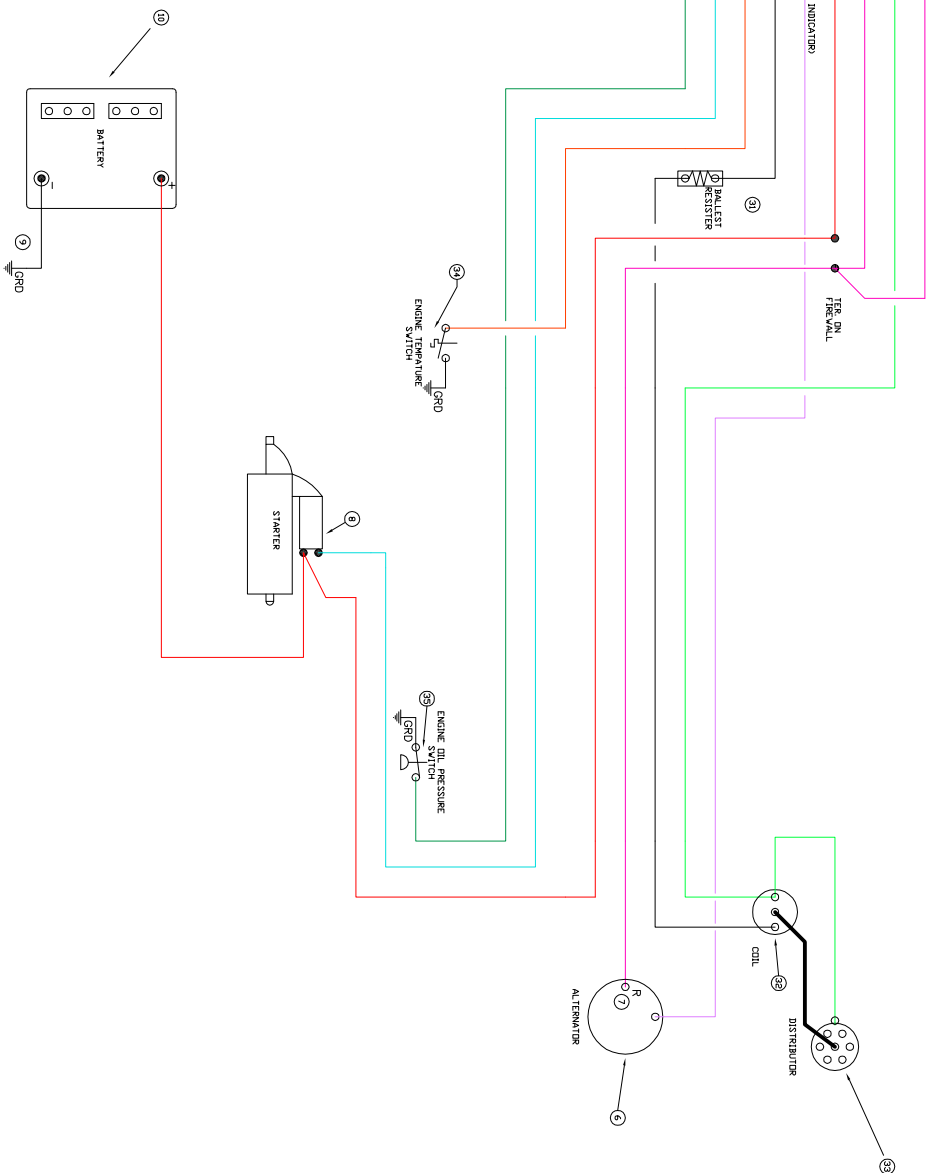 10
INDICATOR)
BATTERY
+
-
9
GRD
31
BALLEST
RESISTER
34
ENGINE TEMPATURE
SWITCH
GRD
TER. ON
FIREWALL
8
STARTER
35
ENGINE OIL PRESSURE
SWITCH
GRD
COIL
32
R
7
ALTERNATOR
6
DISTRIBUTOR
33